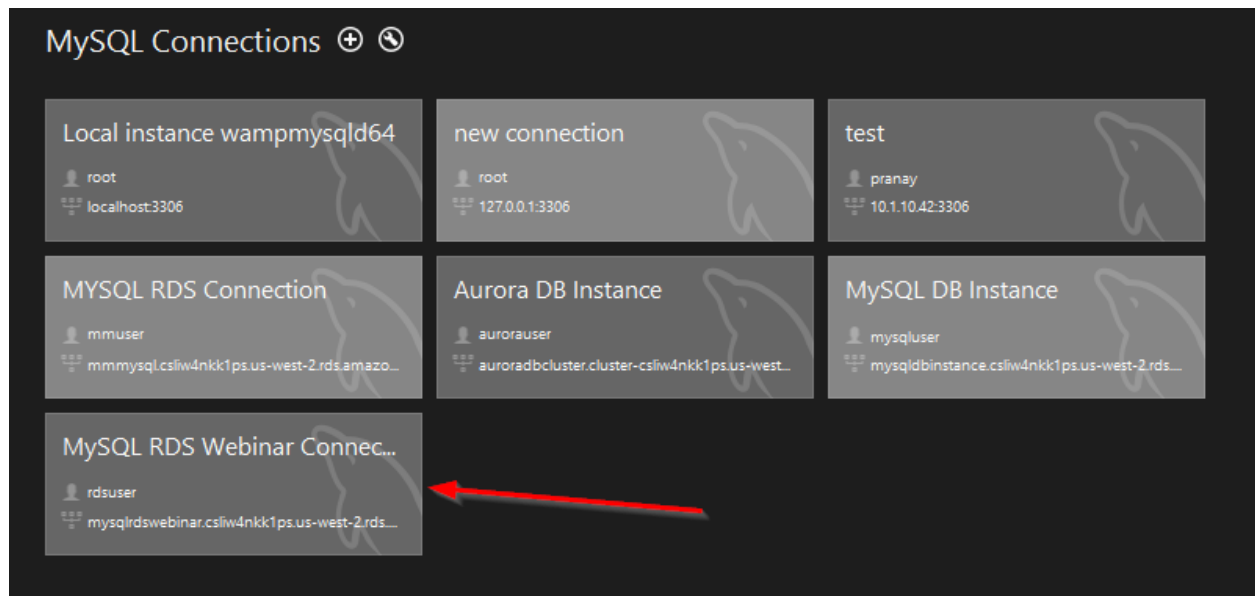 MySQL Connections
Local instance wampmysqld64
root
localhost:3306
new connection
root
127.0.0.1:3306
test
pranay
10.1.10.42:3306
MYSQL RDS Connection
mmuser
mmmysql.csliw4nkk1ps.us-west-2.rds.amazo...
Aurora DB Instance
aurorauser
auroradbcluster.cluster-csliw4nkk1ps.us-west...
MySQL DB Instance
mysqluser
mysqldbinstance.csliw4nkk1ps.us-west-2.rds....
MySQL RDS Webinar Connec...
rdsuser
mysqlrdswebinar.csliw4nkk1ps.us-west-2.rds....